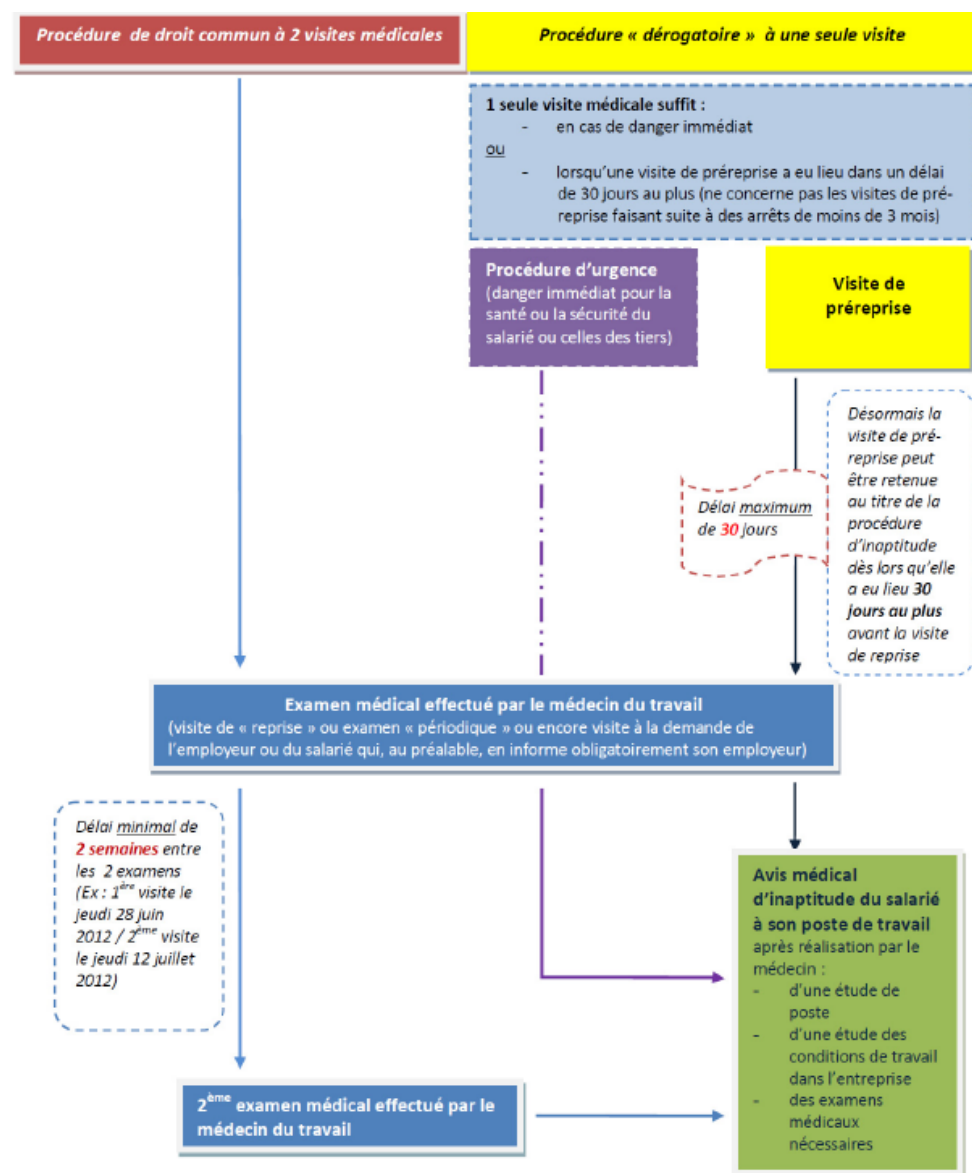 Procédure de droit commun à 2 visites médicales
Procédure « dérogatoire » à une seule visite
1 seule visite médicale suffit :
- en cas de danger immédiat
ou
- lorsqu'une visite de préreprise a eu lieu dans un délai
de 30 jours au plus (ne concerne pas les visites de pré-
reprise faisant suite à des arrêts de moins de 3 mois)
Procédure d'urgence
(danger immédiat pour la
santé ou la sécurité du
salarié ou celles des tiers)
Visite de
préreprise
Désormais la
visite de pré-
reprise peut
être retenue
au titre de la
procédure
d'inaptitude
dès lors qu'elle
a eu lieu 30
jours au plus
avant la visite
de reprise
Délai maximum
de 30 jours
Examen médical effectué par le médecin du travail
(visite de « reprise » ou examen « périodique » ou encore visite à la demande de
l'employeur ou du salarié qui, au préalable, en informe obligatoirement son employeur)
Délai minimal de
2 semaines entre
les 2 examens
(Ex : 1ère visite le
jeudi 28 juin
2012 / 2ème visite
le jeudi 12 juillet
2012)
Avis médical
d'inaptitude du salarié
à son poste de travail
après réalisation par le
médecin :
- d'une étude de
poste
- d'une étude des
conditions de travail
dans l'entreprise
- des examens
médicaux
nécessaires
2ème examen médical effectué par le
médecin du travail